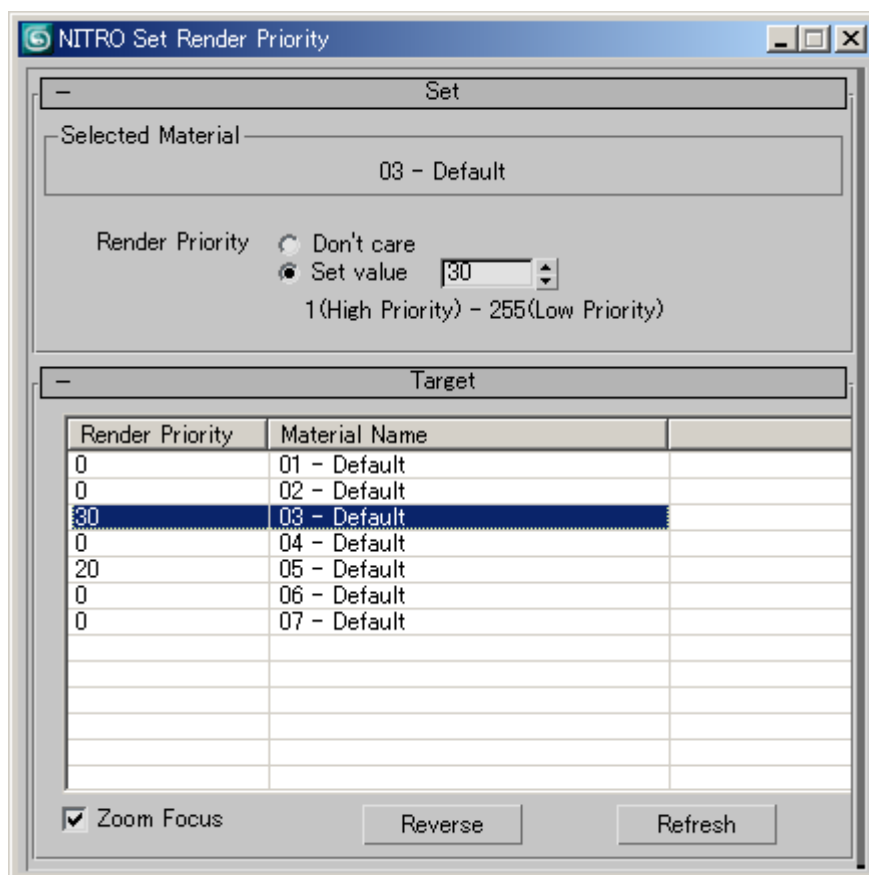 NITRO Set Render Priority
Set
Selected Material
03 - Default
Render Priority Don't care
Set value 30
1(High Priority) - 255(Low Priority)
Target
Render Priority Material Name
0 01 - Default
0 02 - Default
30 03 - Default
0 04 - Default
20 05 - Default
0 06 - Default
0 07 - Default
Zoom Focus Reverse Refresh